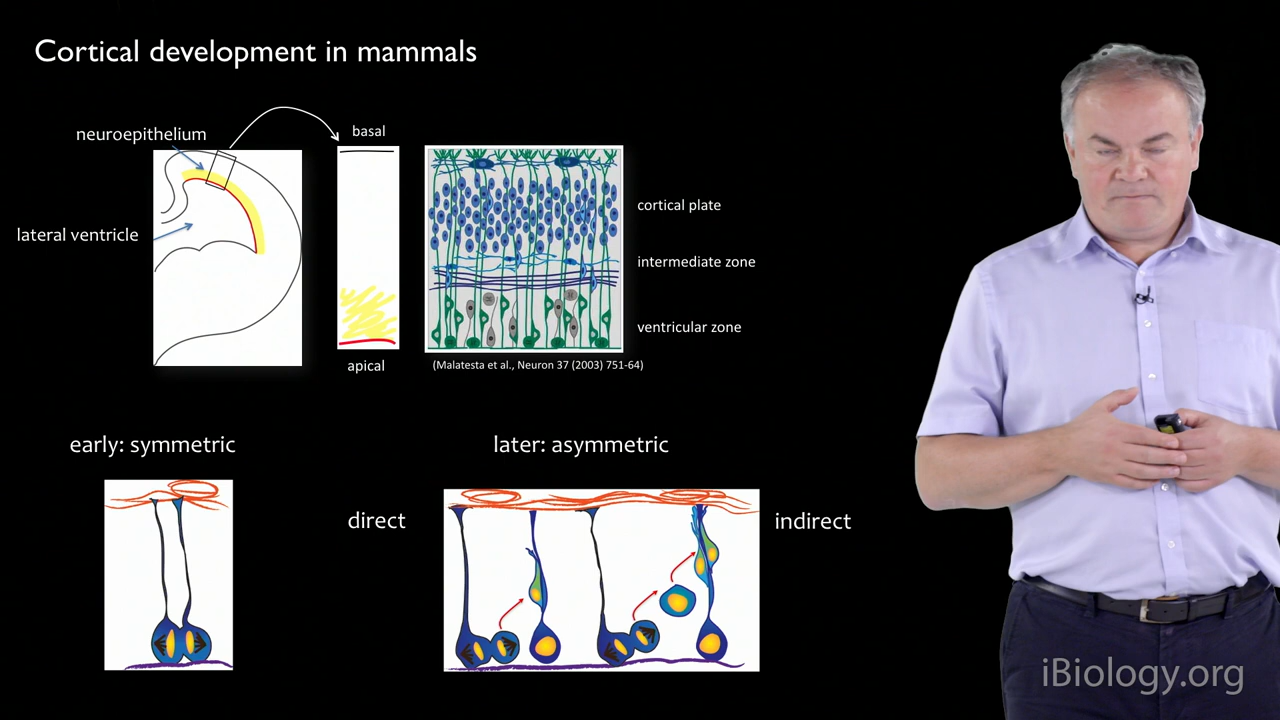 Cortical development in mammals
neuroepithelium
basal
lateral ventricle
cortical plate
intermediate zone
ventricular zone
apical
(Malatesta et al., Neuron 37 (2003) 751-64)
early: symmetric
later: asymmetric
direct
indirect
iBiology.org